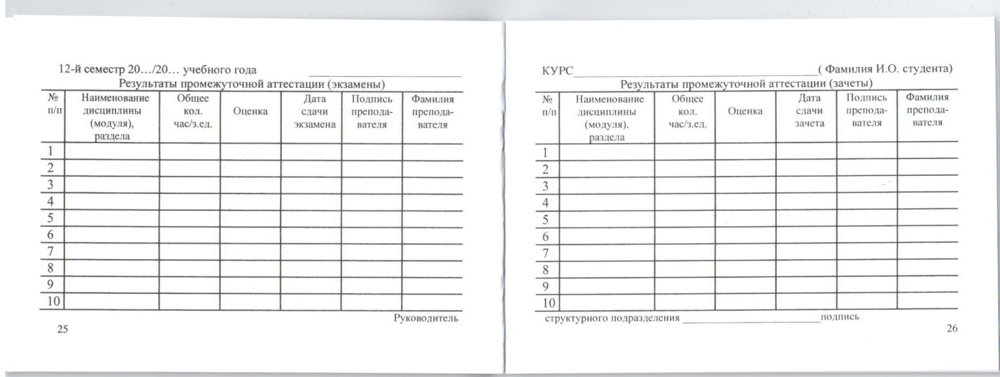 12-й семестр 20…/20… учебного года ____________________
Результаты промежуточной аттестации (экзамены)
№ п/п Наименование дисциплины (модуля), раздела Общее кол. час/з.ед. Оценка Дата сдачи экзамена Подпись препода-вателя Фамилия препода-вателя
1
2
3
4
5
6
7
8
9
10
Руководитель
25
КУРС________________________________( Фамилия И.О. студента)
Результаты промежуточной аттестации (зачеты)
№ п/п Наименование дисциплины (модуля), раздела Общее кол. час/з.ед. Оценка Дата сдачи зачета Подпись препода-вателя Фамилия препода-вателя
1
2
3
4
5
6
7
8
9
10
структурного подразделения ____________________подпись
26